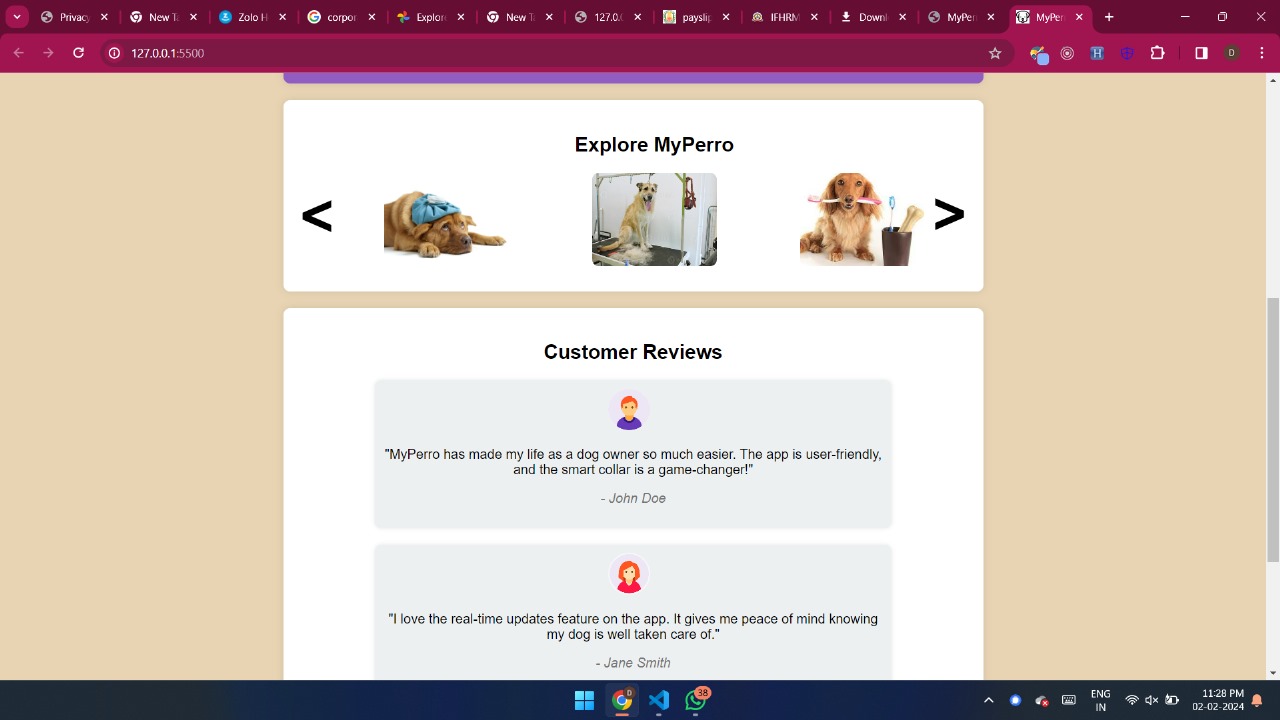 Privacy
New Ta
Zolo H
corpor
Explore
New Ta
127.0.0
payslip
IFHRM
Downl
MyPerr
MyPerr
127.0.0.1:5500
D
Explore MyPerro
< >
Customer Reviews
"MyPerro has made my life as a dog owner so much easier. The app is user-friendly,
and the smart collar is a game-changer!"
- John Doe
"I love the real-time updates feature on the app. It gives me peace of mind knowing
my dog is well taken care of."
- Jane Smith
D
38
ENG
IN
11:28 PM
02-02-2024